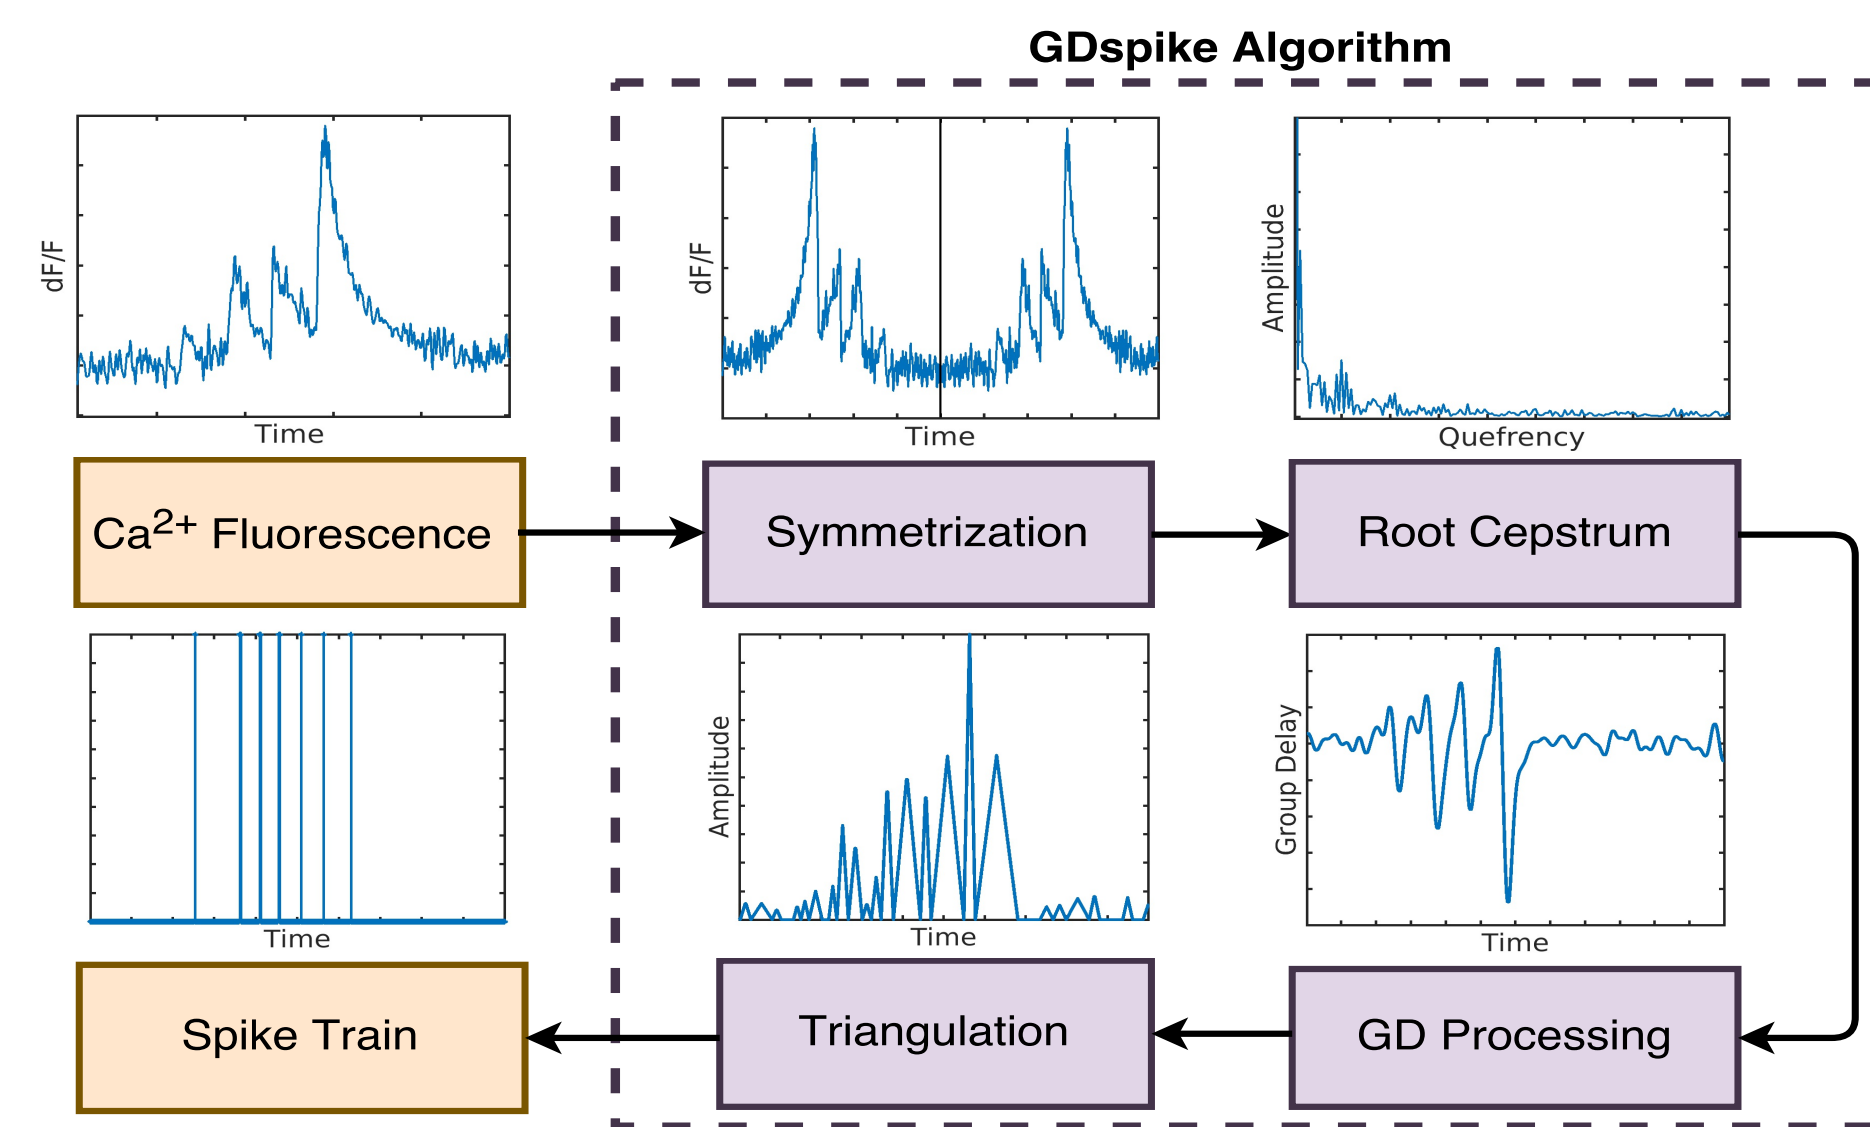 GDspike Algorithm
dF/F
Time
dF/F
Time
Amplitude
Quefrency
Ca²⁺ Fluorescence
Symmetrization
Root Cepstrum
Time
Amplitude
Time
Group Delay
Time
Spike Train
Triangulation
GD Processing